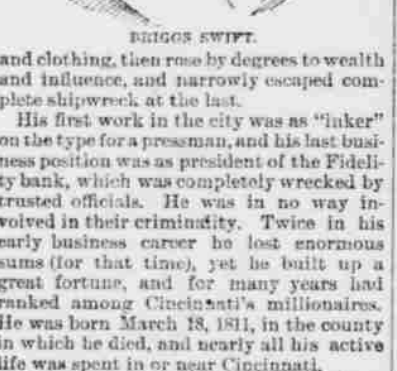 BRIGGS SWIFT.
and clothing, then rose by degrees to wealth
and influence, and narrowly escaped com-
plete shipwreck at the last.
His first work in the city was as "inker"
on the type for a pressman, and his last busi-
ness position was as president of the Fideli-
ty bank, which was completely wrecked by
trusted officials. He was in no way in-
volved in their criminality. Twice in his
early business career he lost enormous
sums (for that time), yet he built up a
great fortune, and for many years had
ranked among Cincinnati's millionaires.
He was born March 18, 1811, in the county
in which he died, and nearly all his active
life was spent in or near Cincinnati.